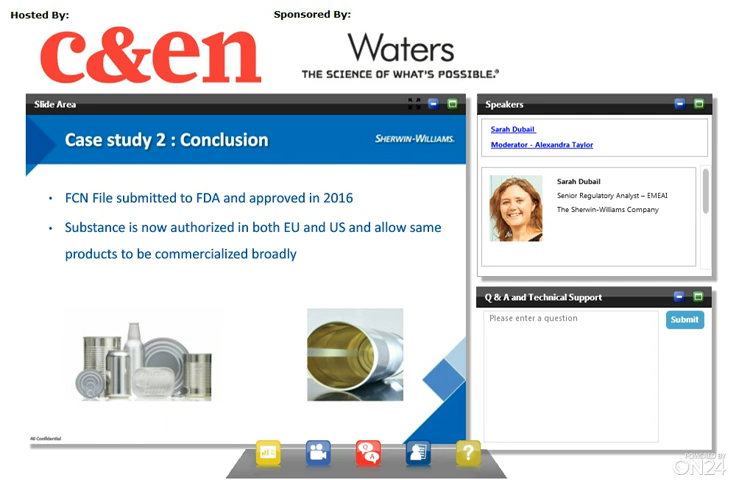 Hosted By:
Sponsored By:
c&en
Waters
THE SCIENCE OF WHAT'S POSSIBLE.®
Slide Area
Case study 2 : Conclusion
SHERWIN-WILLIAMS.
• FCN File submitted to FDA and approved in 2016
• Substance is now authorized in both EU and US and allow same
products to be commercialized broadly
40 Confidential
Speakers
Sarah Dubail
Moderator - Alexandra Taylor
Sarah Dubail
Senior Regulatory Analyst – EMEAI
The Sherwin-Williams Company
Q & A and Technical Support
Please enter a question
Submit
Q
A
?
POWERED BY
ON24